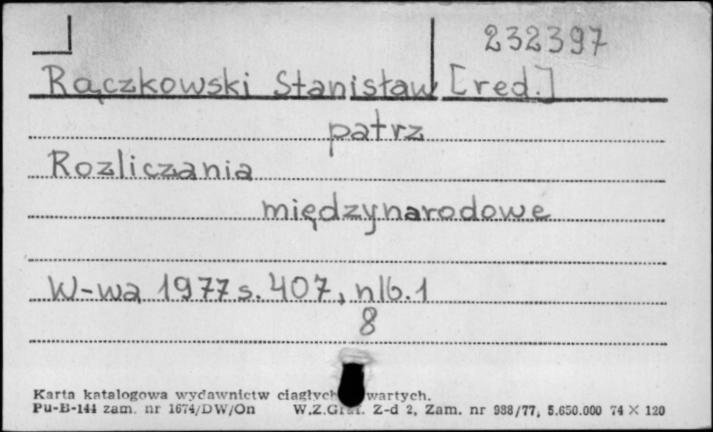 232397
Rączkowski Stanisław [red.]
patrz
Rozliczania
międzynarodowe
W-wa 1977 s. 407, nlb. 1
8
Karta katalogowa wydawnictw ciągłych wartych.
Pu-B-144 zam. nr 1674/DW/On W.Z.Graf. Z-d 2, Zam. nr 988/77, 5.650.000 74 × 120